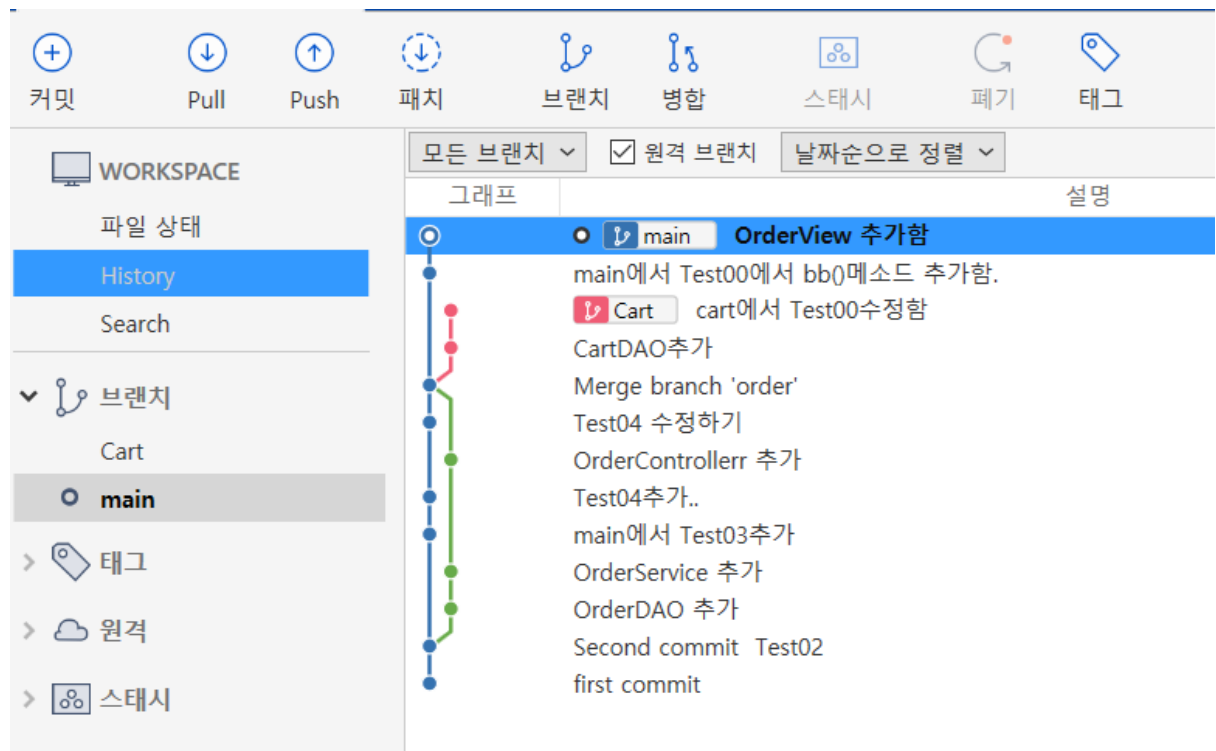 커밋 Pull Push 패치 브랜치 병합 스태시 폐기 태그
WORKSPACE
파일 상태
History
Search
브랜치
Cart
main
태그
원격
스태시
모든 브랜치 원격 브랜치 날짜순으로 정렬
그래프 설명
main OrderView 추가함
main에서 Test00에서 bb()메소드 추가함.
Cart cart에서 Test00수정함
CartDAO추가
Merge branch 'order'
Test04 수정하기
OrderControllerr 추가
Test04추가..
main에서 Test03추가
OrderService 추가
OrderDAO 추가
Second commit  Test02
first commit